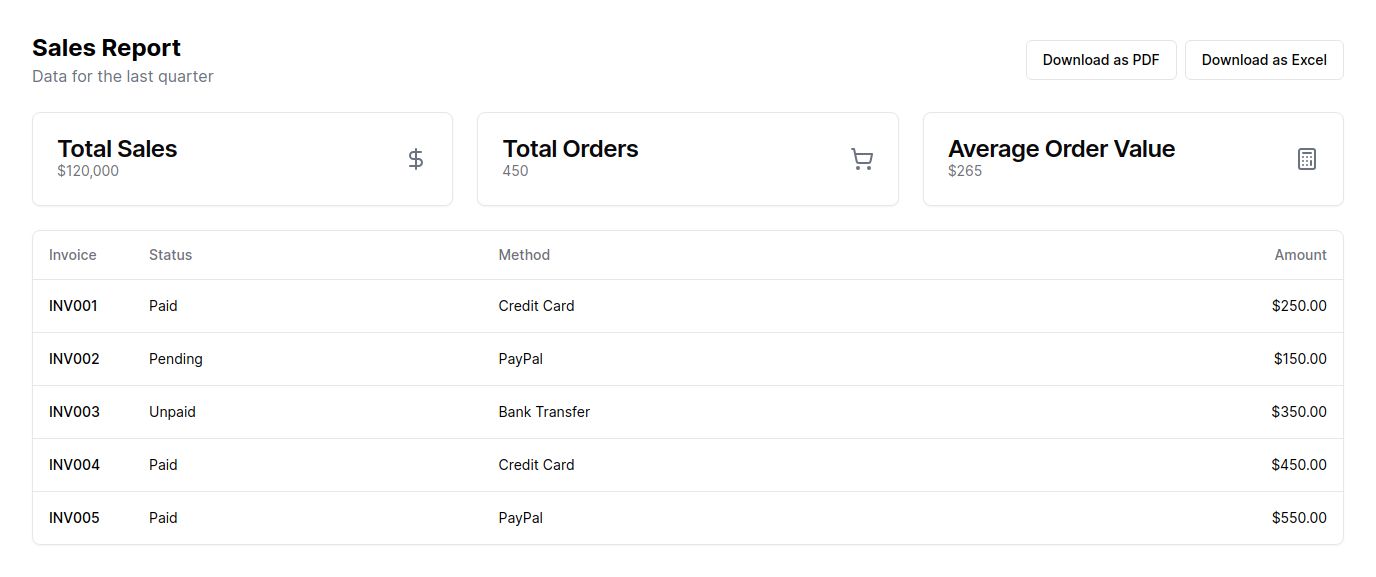 Sales Report
Data for the last quarter
Download as PDF
Download as Excel
Total Sales
$120,000
Total Orders
450
Average Order Value
$265
Invoice Status Method Amount
INV001 Paid Credit Card $250.00
INV002 Pending PayPal $150.00
INV003 Unpaid Bank Transfer $350.00
INV004 Paid Credit Card $450.00
INV005 Paid PayPal $550.00